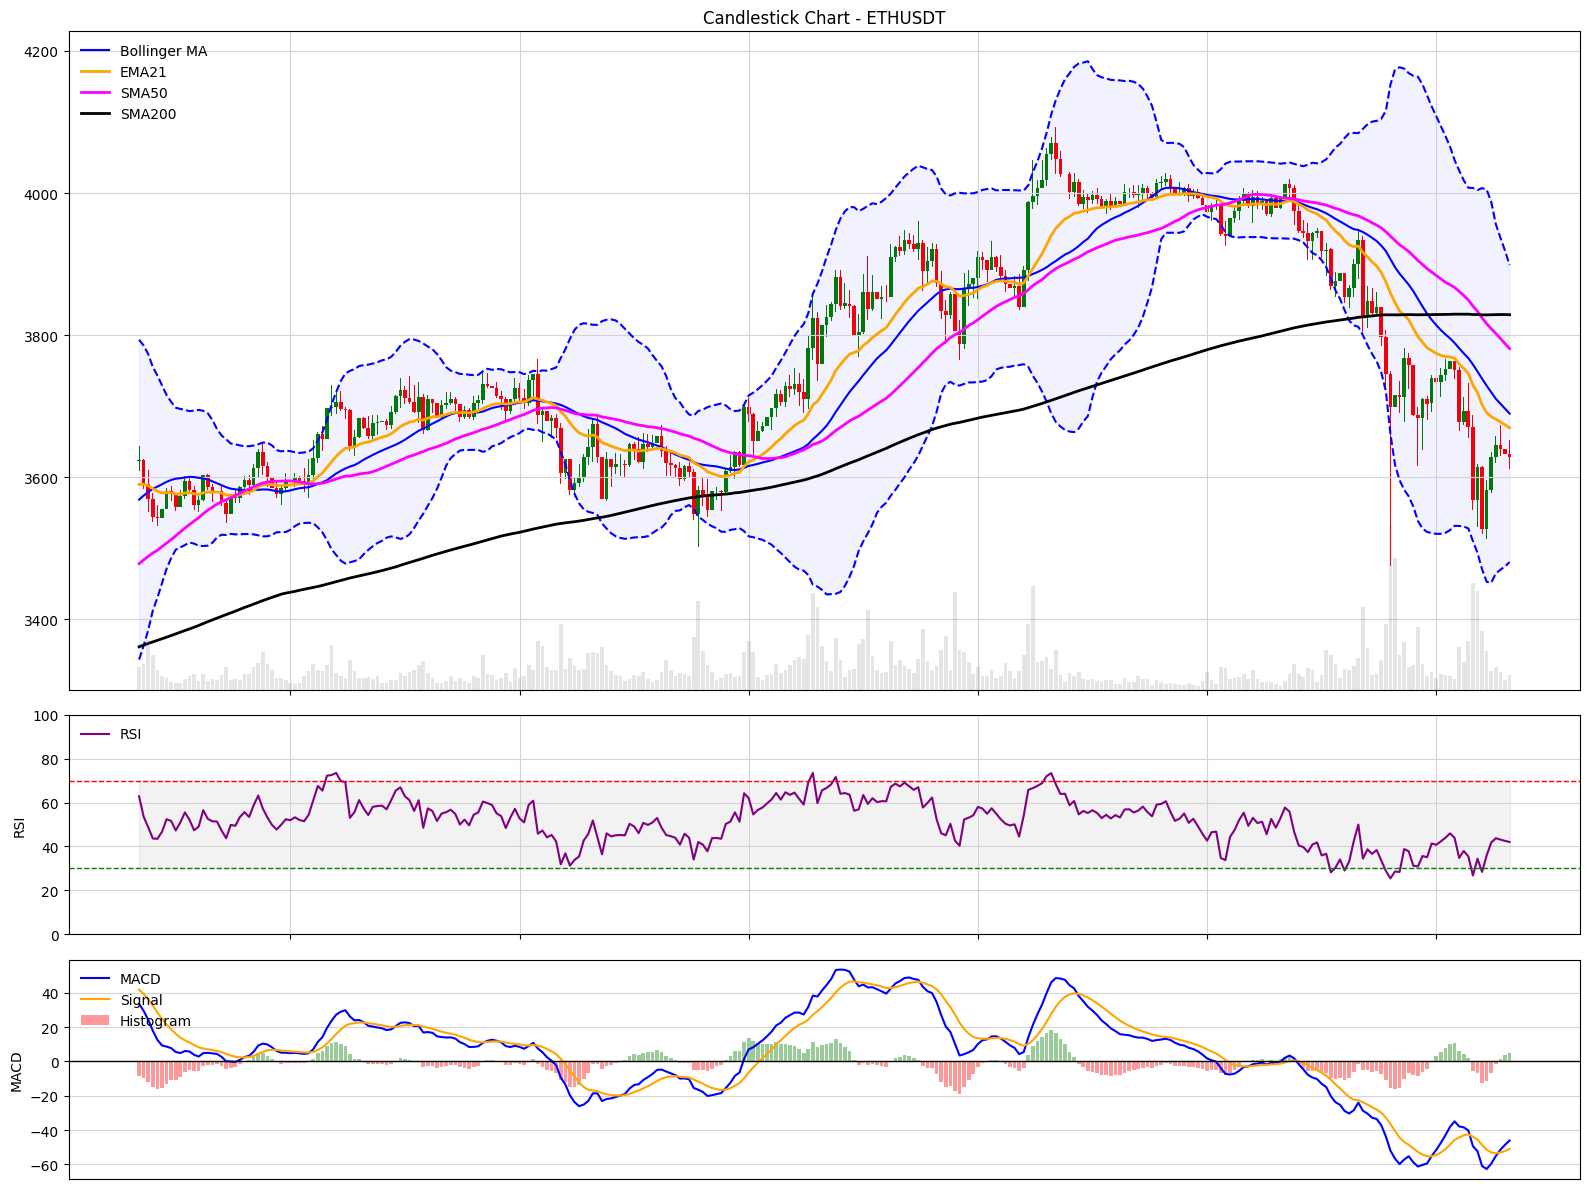 Candlestick Chart - ETHUSDT
4200
4000
3800
3600
3400
Bollinger MA
EMA21
SMA50
SMA200
100
80
60
40
20
0
RSI
RSI
40
20
0
−20
−40
−60
MACD
MACD
Signal
Histogram